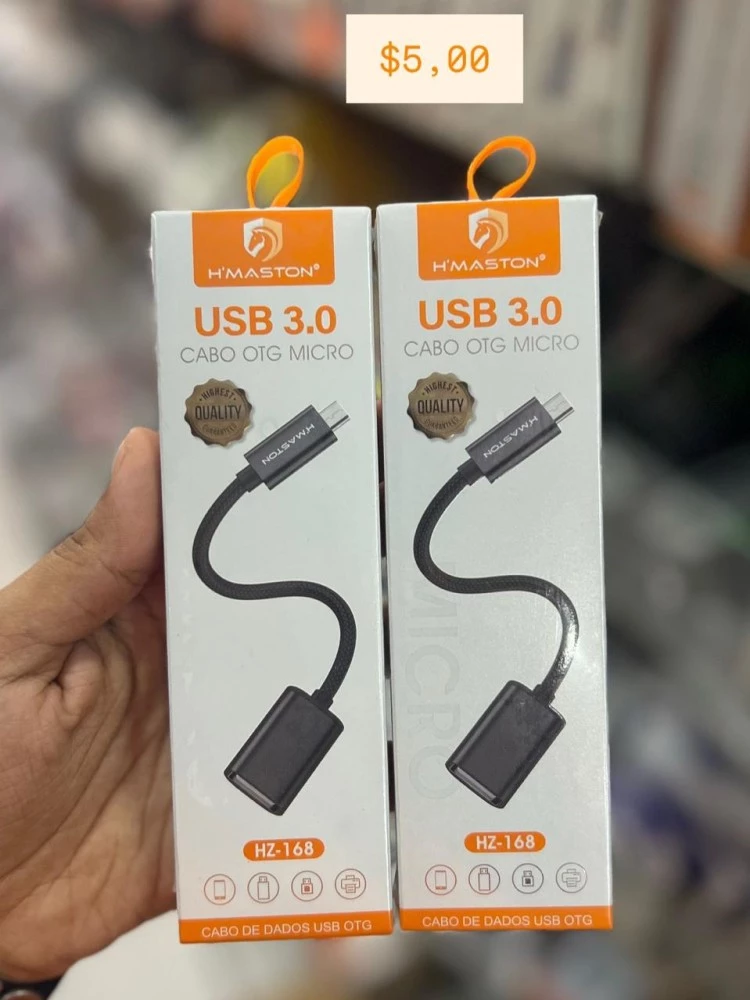 $5,00
H'MASTON®
USB 3.0
CABO OTG MICRO
HIGHEST
QUALITY
GUARANTEED
H'MASTON
HZ-168
CABO DE DADOS USB OTG
H'MASTON®
USB 3.0
CABO OTG MICRO
HIGHEST
QUALITY
GUARANTEED
H'MASTON
MICRO
HZ-168
CABO DE DADOS USB OTG